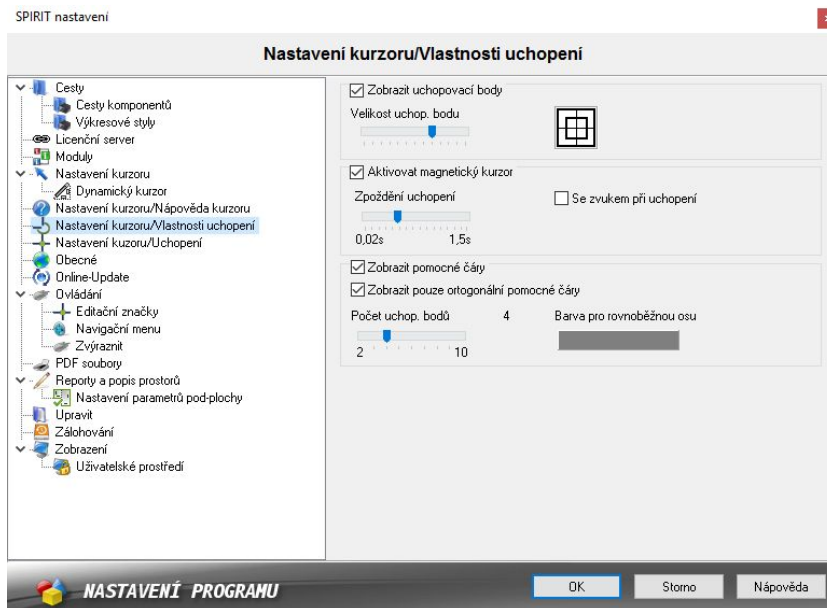 SPIRIT nastavení
Nastavení kurzoru/Vlastnosti uchopení
Cesty
Cesty komponentů
Výkresové styly
Licenční server
Moduly
Nastavení kurzoru
Dynamický kurzor
Nastavení kurzoru/Nápověda kurzoru
Nastavení kurzoru/Vlastnosti uchopení
Nastavení kuzoru/Uchopení
Obecné
Online-Update
Ovládání
Editační značky
Navigační menu
Zvýraznit
PDF soubory
Reporty a popis prostorů
Nastavení parametrů pod-plochy
Upravit
Zálohování
Zobrazení
Uživatelské prostředí
Zobrazit uchopovací body
Velikost uchop. bodu
Aktivovat magnetický kurzor
Zpoždění uchopení
Se zvukem při uchopení
0,02s 1,5s
Zobrazit pomocné čáry
Zobrazit pouze ortogonální pomocné čáry
Počet uchop. bodů 4 Barva pro rovnoběžnou osu
2 10
NASTAVENÍ PROGRAMU
OK Storno Nápověda